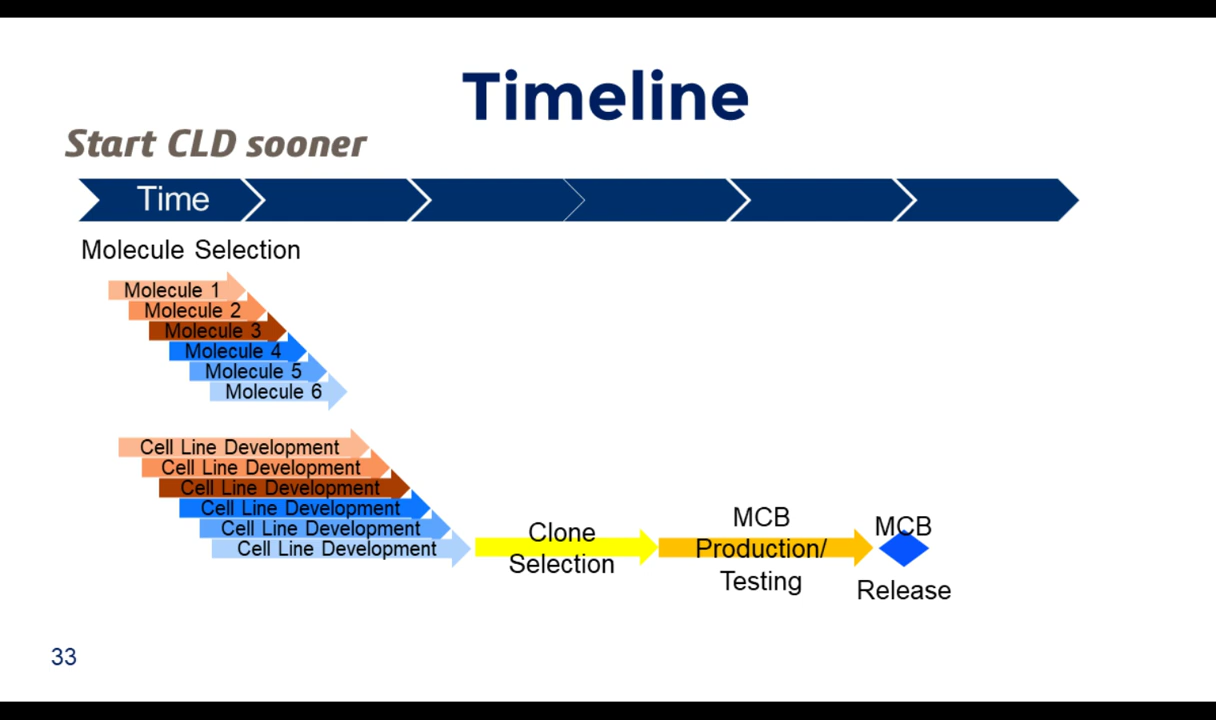 Timeline
Start CLD sooner
Time
Molecule Selection
Molecule 1
Molecule 2
Molecule 3
Molecule 4
Molecule 5
Molecule 6
Cell Line Development
Cell Line Development
Cell Line Development
Cell Line Development
Cell Line Development
Cell Line Development
Clone
Selection
MCB
Production/
Testing
MCB
Release
33